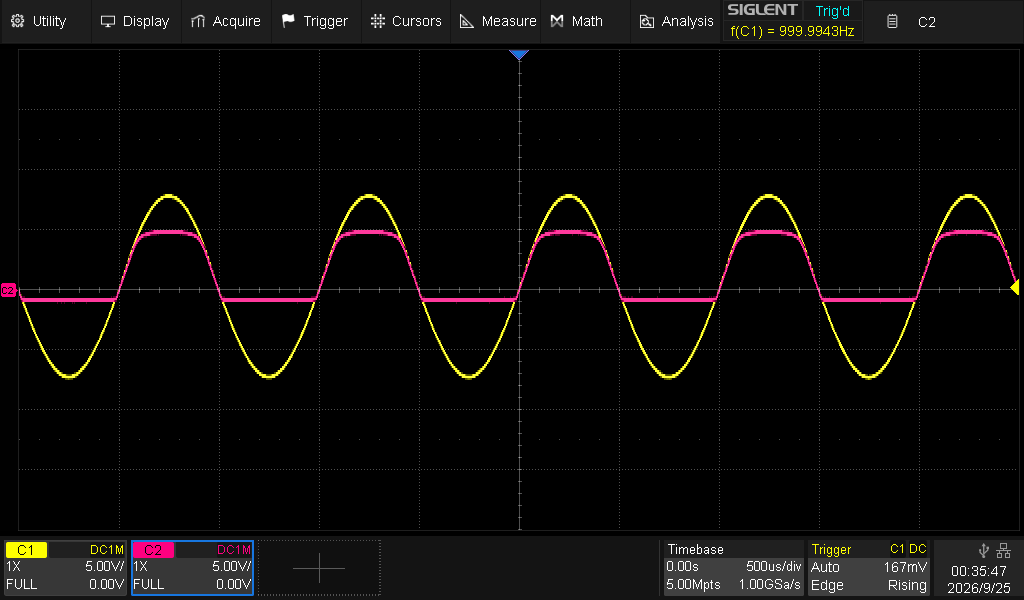 Utility Display Acquire Trigger Cursors Measure Math Analysis SIGLENT Trig'd C2
f(C1) = 999.9943Hz
C2
C1 DC1M C2 DC1M Timebase Trigger C1 DC
1X 5.00V/ 1X 5.00V/ 0.00s 500us/div Auto 167mV 00:35:47
FULL 0.00V FULL 0.00V 5.00Mpts 1.00GSa/s Edge Rising 2026/9/25